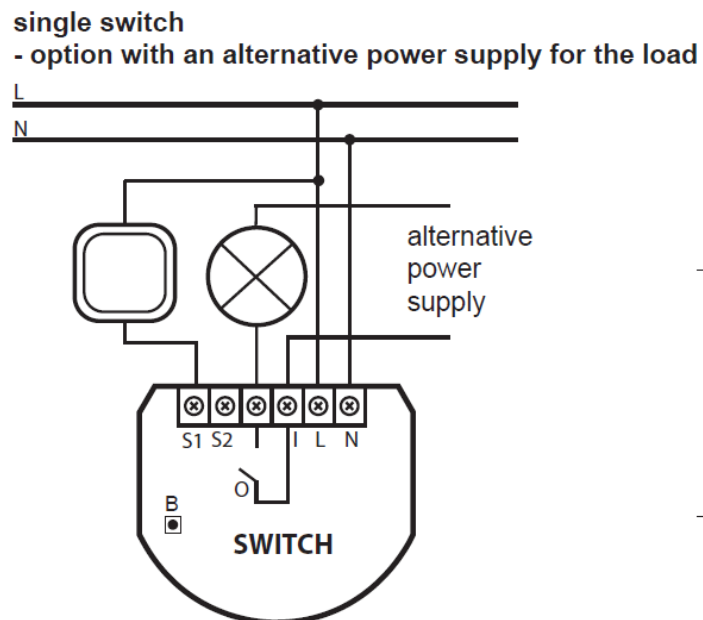 single switch
- option with an alternative power supply for the load
L
N
alternative
power
supply
S1 S2 I L N
O
B
SWITCH